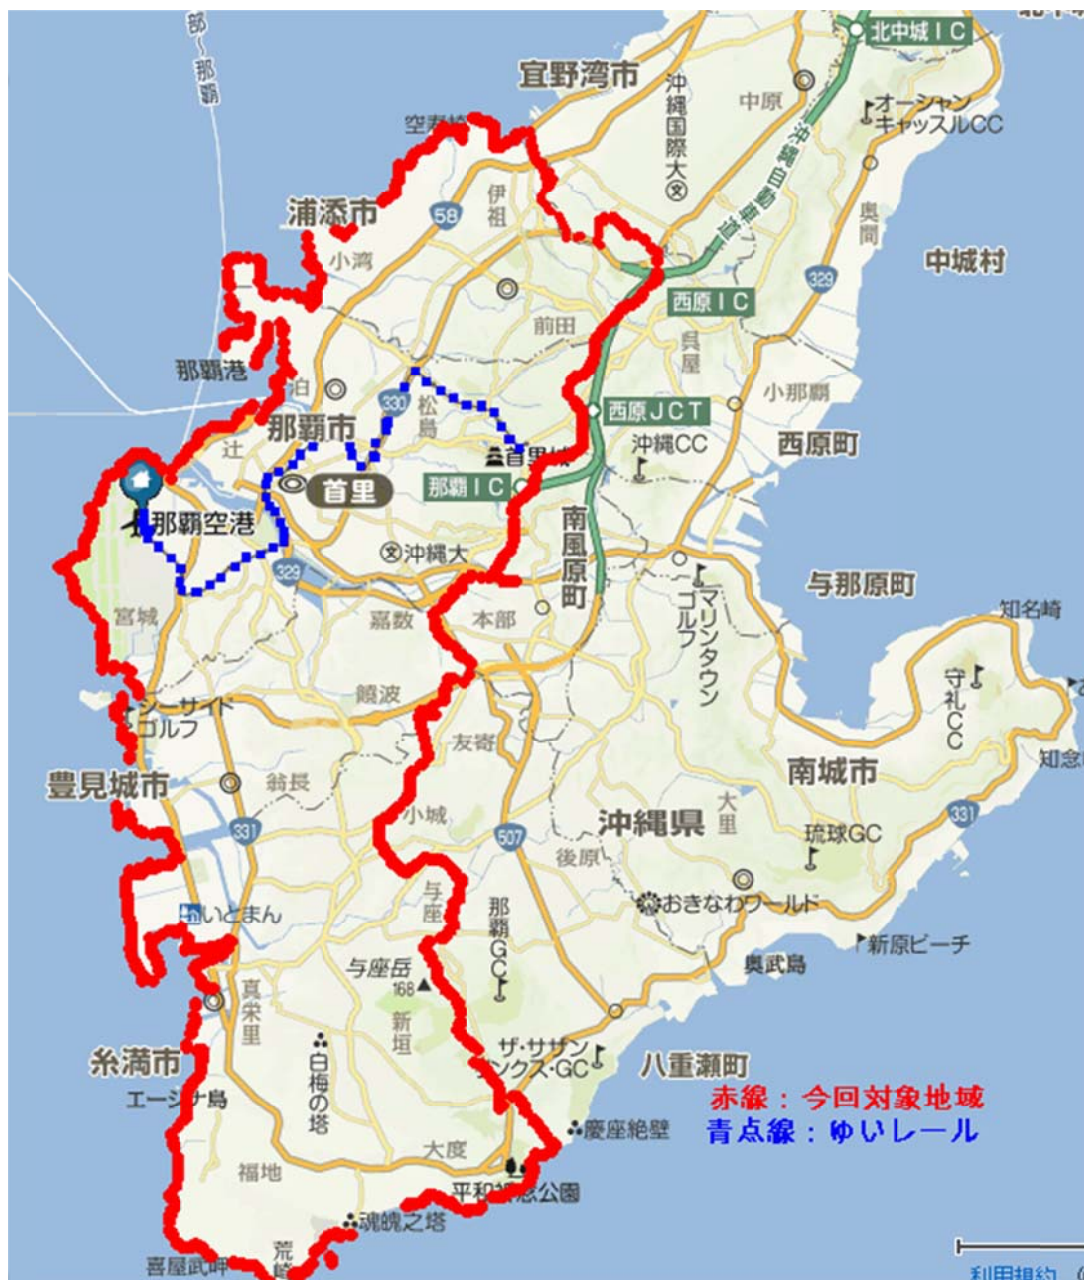 部~那覇
北中城IC
宜野湾市
沖縄国際大
中原
オーシャン
キャッスルCC
沖縄自動車道
伊祖
58
浦添市
小湾
奥間
中城村
329
西原IC
前田
呉屋
那覇港
泊
330
松島
小那覇
西原JCT
那覇市
西原町
辻
首里城
沖縄CC
那覇IC
首里
那覇空港
南風原町
沖縄大
329
マリンタウン
ゴルフ
与那原町
宮城
嘉数
本部
知名崎
守礼CC
シーサイド
ゴルフ
饒波
友寄
豊見城市
翁長
南城市
小城
沖縄県
大里
331
507
331
琉球GC
後原
与座
那覇GC
おきなわワールド
いとまん
新原ビーチ
奥武島
与座岳
168
真栄里
新垣
ザ・サザン
ンクス・GC
糸満市
白梅の塔
八重瀬町
エージナ島
赤線:今回対象地域
青点線:ゆいレール
慶座絶壁
大度
福地
平和祈念公園
魂魄之塔
喜屋武岬
荒崎
利用規約